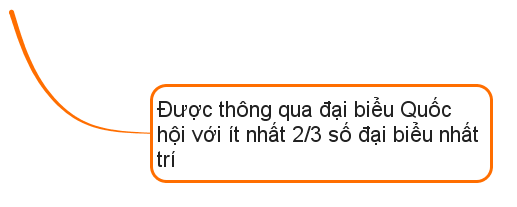 Được thông qua đại biểu Quốc
hội với ít nhất 2/3 số đại biểu nhất
trí